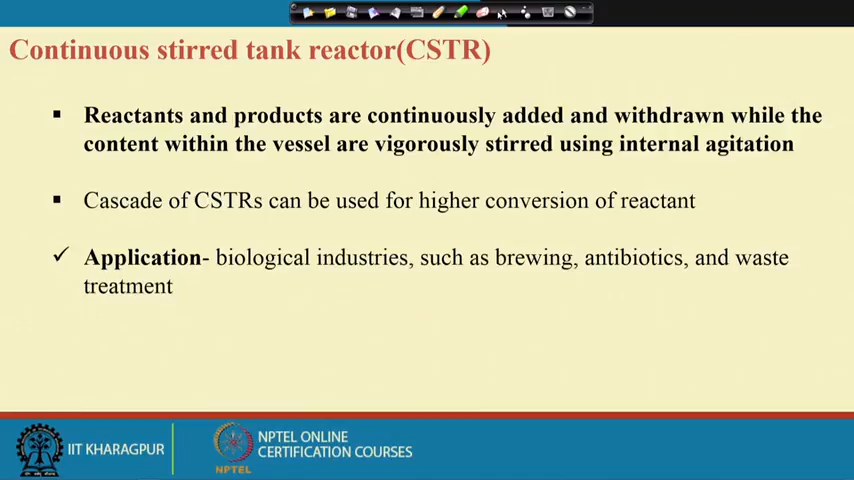 Continuous stirred tank reactor(CSTR)
▪ Reactants and products are continuously added and withdrawn while the
content within the vessel are vigorously stirred using internal agitation
▪ Cascade of CSTRs can be used for higher conversion of reactant
✓ Application- biological industries, such as brewing, antibiotics, and waste
treatment
IIT KHARAGPUR
NPTEL
NPTEL ONLINE
CERTIFICATION COURSES